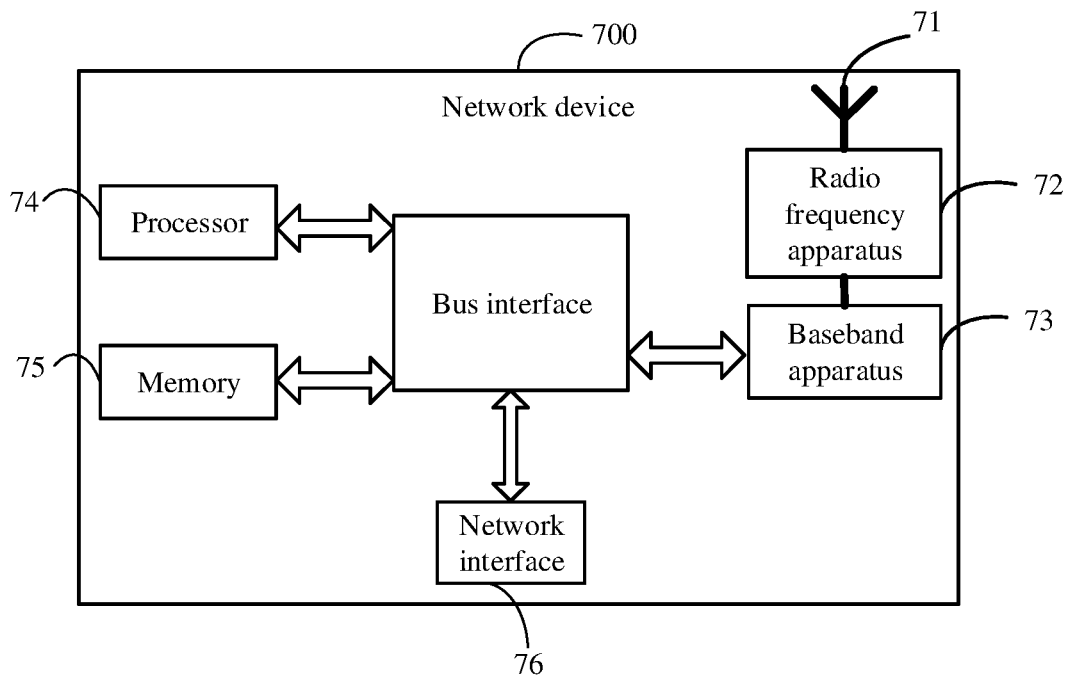 700
71
Network device
74
Processor
Radio
frequency
apparatus
72
Bus interface
75
Memory
Baseband
apparatus
73
Network
interface
76